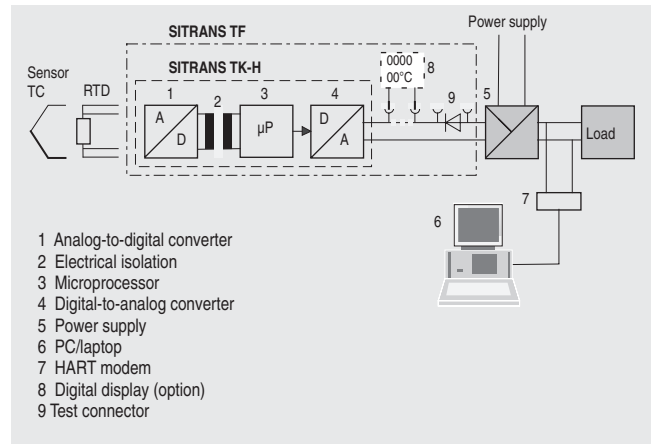 SITRANS TF
Power supply
SITRANS TK-H
0000
00°C
8
Sensor
TC
RTD
1
2
3
4
9
5
A
D
µP
D
A
Load
7
6
1 Analog-to-digital converter
2 Electrical isolation
3 Microprocessor
4 Digital-to-analog converter
5 Power supply
6 PC/laptop
7 HART modem
8 Digital display (option)
9 Test connector